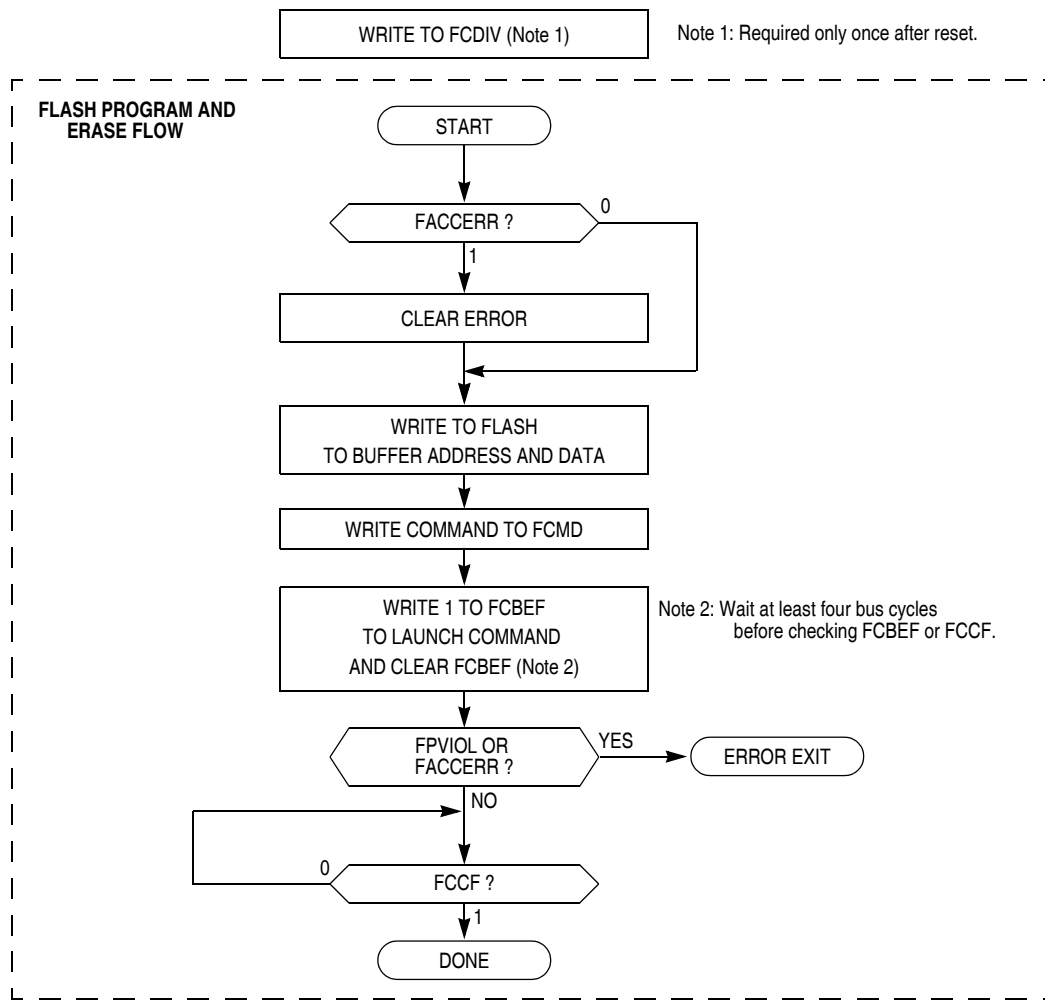 WRITE TO FCDIV (Note 1)
Note 1: Required only once after reset.
FLASH PROGRAM AND
ERASE FLOW
START
FACCERR ?
0
1
CLEAR ERROR
WRITE TO FLASH
TO BUFFER ADDRESS AND DATA
WRITE COMMAND TO FCMD
WRITE 1 TO FCBEF
TO LAUNCH COMMAND
AND CLEAR FCBEF (Note 2)
Note 2: Wait at least four bus cycles
before checking FCBEF or FCCF.
FPVIOL OR
FACCERR ?
YES
ERROR EXIT
NO
0
FCCF ?
1
DONE